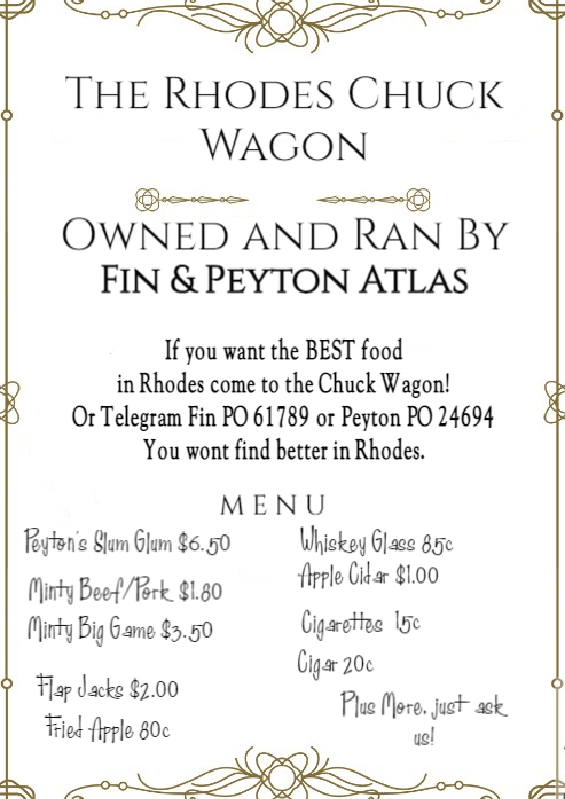 THE RHODES CHUCK
WAGON
OWNED AND RAN BY
FIN & PEYTON ATLAS
If you want the BEST food
in Rhodes come to the Chuck Wagon!
Or Telegram Fin PO 61789 or Peyton PO 24694
You wont find better in Rhodes.
MENU
Peyton's Slum Glum $6.50
Minty Beef/Pork $1.80
Minty Big Game $3.50
Flap Jacks $2.00
Fried Apple 80c
Whiskey Glass 85c
Apple Cidar $1.00
Cigarettes 15c
Cigar 20c
Plus More, just ask
us!